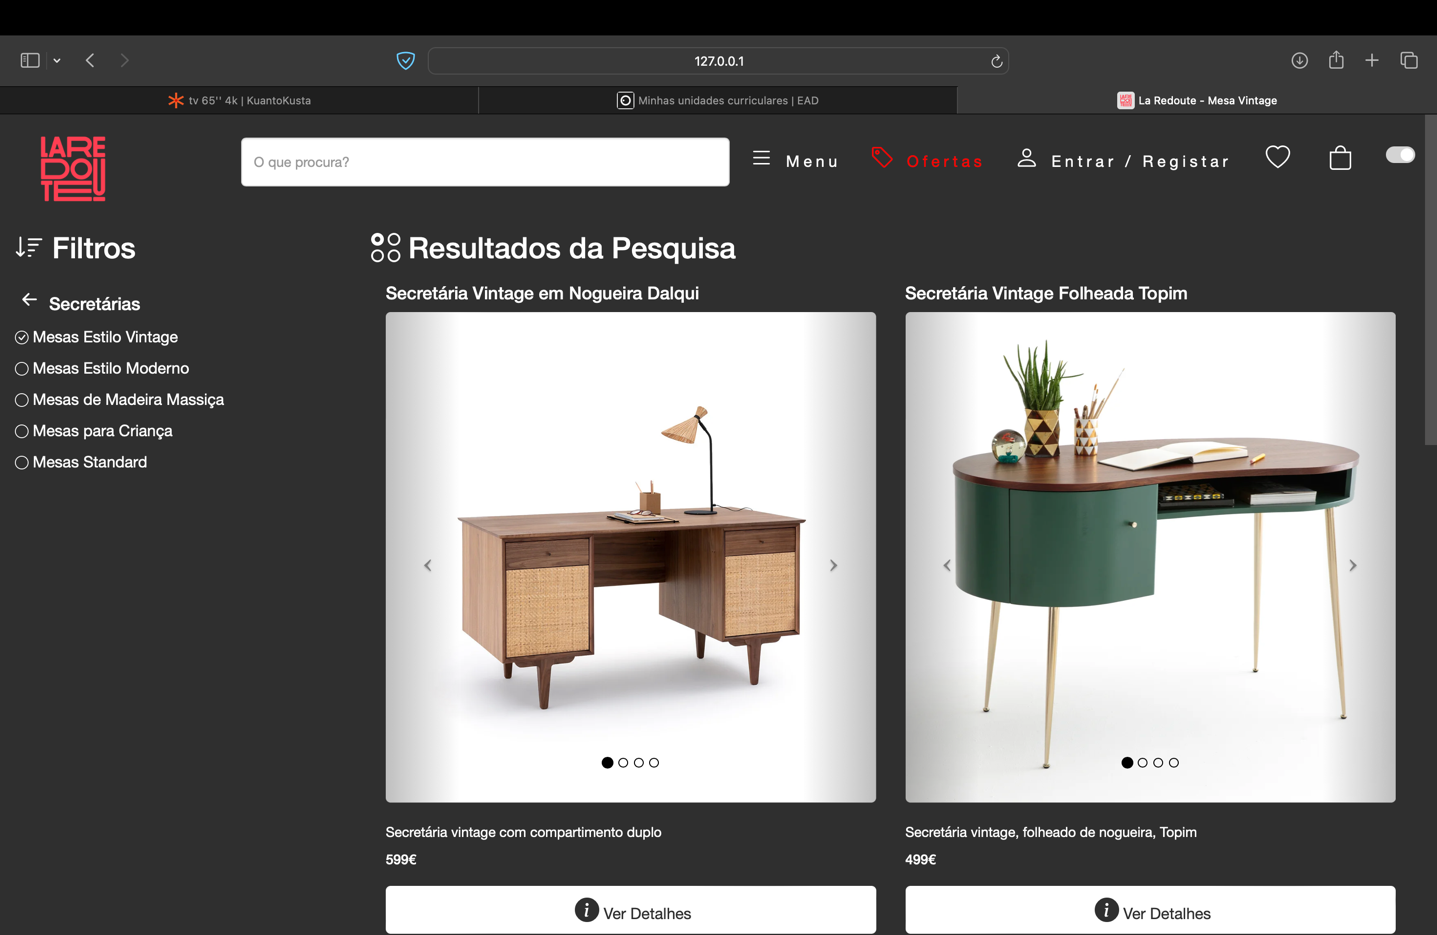 127.0.0.1
tv 65'' 4k | KuantoKusta
Minhas unidades curriculares | EAD
La Redoute - Mesa Vintage
LA REDOUTE
O que procura?
Menu
Ofertas
Entrar / Registar
Filtros
Resultados da Pesquisa
Secretárias
Mesas Estilo Vintage
Mesas Estilo Moderno
Mesas de Madeira Massiça
Mesas para Criança
Mesas Standard
Secretária Vintage em Nogueira Dalqui
Secretária vintage com compartimento duplo
599€
Ver Detalhes
Secretária Vintage Folheada Topim
Secretária vintage, folheado de nogueira, Topim
499€
Ver Detalhes